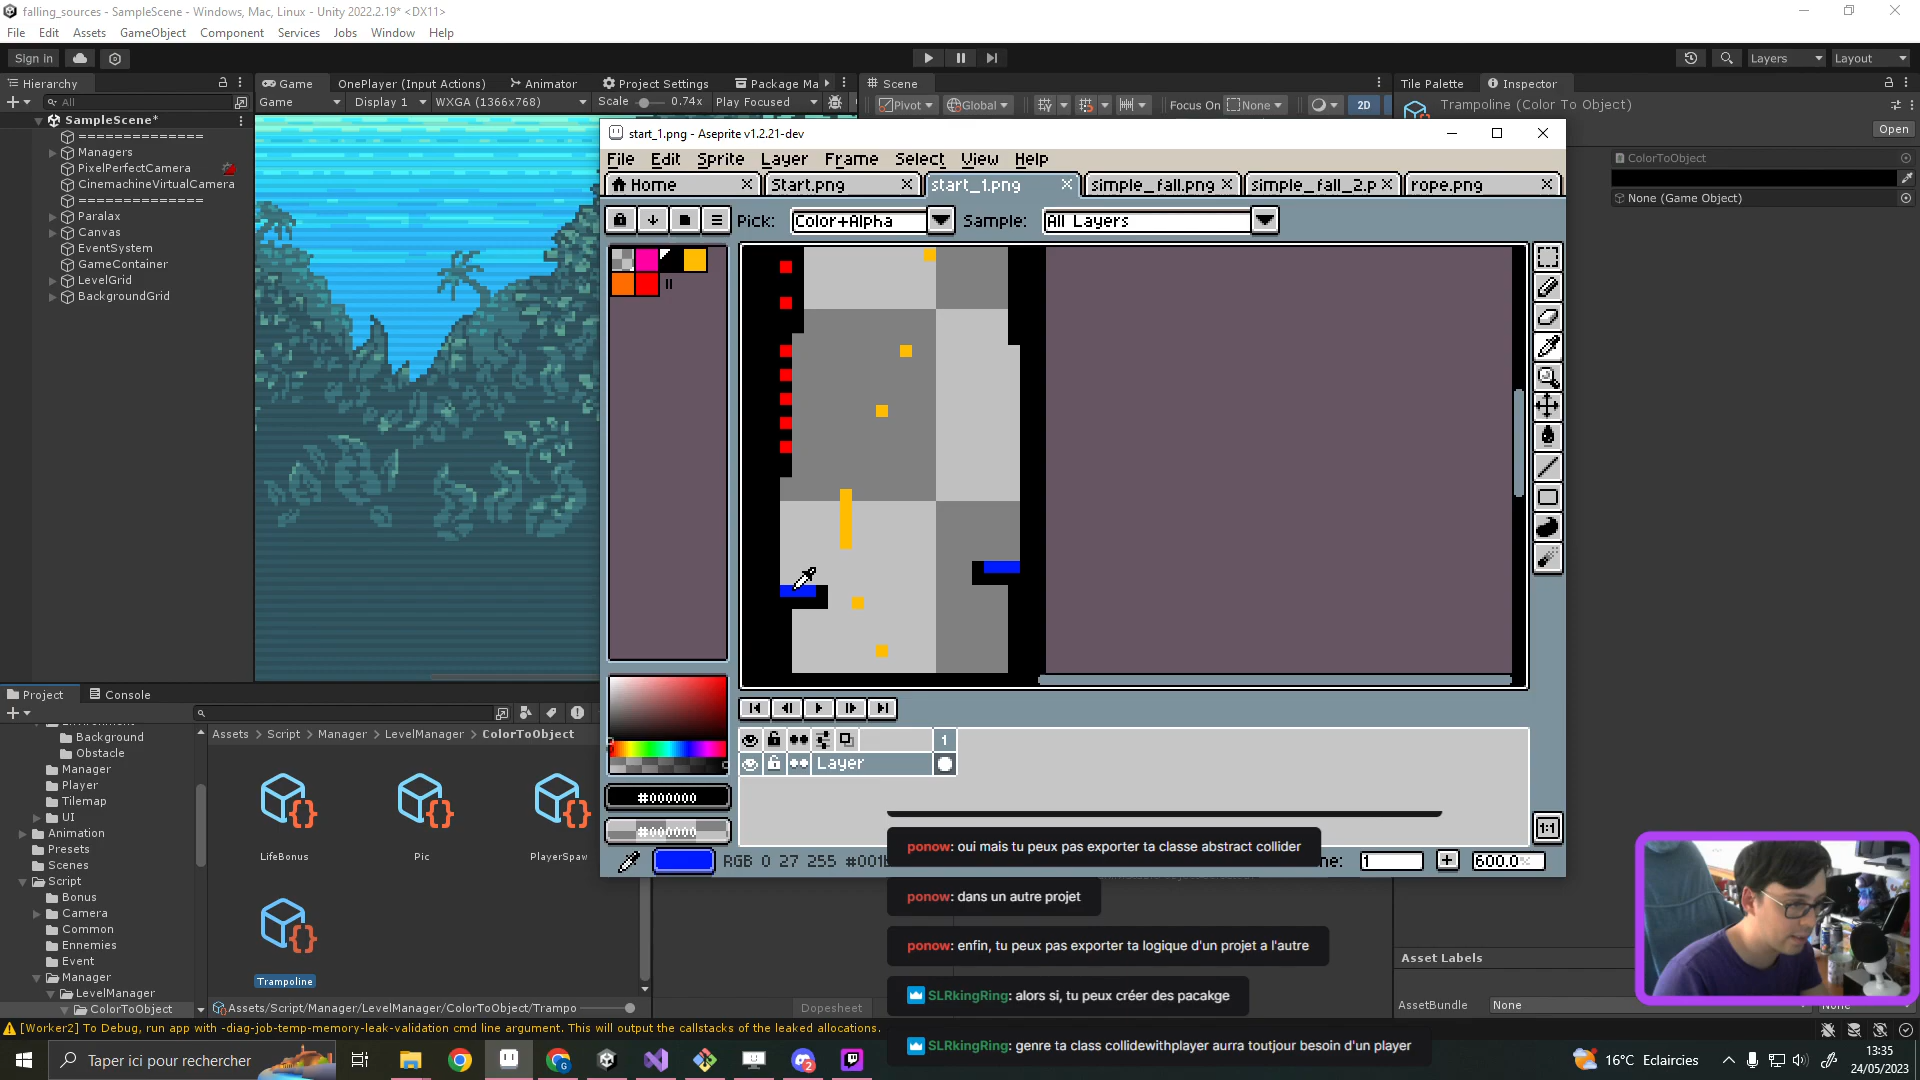 falling_sources - SampleScene - Windows, Mac, Linux - Unity 2022.2.19* <DX11>
File Edit Assets GameObject Component Services Jobs Window Help
Sign in
Layers
Layout
Hierarchy
Game
OnePlayer (Input Actions)
Animator
Project Settings
Package Ma
Scene
Tile Palette
Inspector
All
Game
Display 1
WXGA (1366x768)
Scale
0.74x
Play Focused
Pivot
Global
Focus On
None
2D
Trampoline (Color To Object)
Open
SampleScene*
==============
Managers
PixelPerfectCamera
CinemachineVirtualCamera
==============
Paralax
Canvas
EventSystem
GameContainer
LevelGrid
BackgroundGrid
ColorToObject
None (Game Object)
start_1.png - Aseprite v1.2.21-dev
File Edit Sprite Layer Frame Select View Help
Home
Start.png
start_1.png
simple_fall.png
simple_fall_2.p
rope.png
Pick:
Color+Alpha
Sample:
All Layers
1
Layer
#000000
#000000
RGB 0 27 255 #001b
ne:
1
600.0%
1:1
Project
Console
Background
Obstacle
Manager
Player
Tilemap
UI
Animation
Presets
Scenes
Script
Bonus
Camera
Common
Ennemies
Event
Manager
LevelManager
ColorToObject
Assets > Script > Manager > LevelManager > ColorToObject
LifeBonus
Pic
PlayerSpaw
Trampoline
Assets/Script/Manager/LevelManager/ColorToObject/Trampo
Dopesheet
ponow: oui mais tu peux pas exporter ta classe abstract collider
ponow: dans un autre projet
ponow: enfin, tu peux pas exporter ta logique d'un projet a l'autre
SLRkingRing: alors si, tu peux créer des pacakge
SLRkingRing: genre ta class collidewithplayer aurra toutjour besoin d'un player
Asset Labels
AssetBundle
None
None
[Worker2] To Debug, run app with -diag-job-temp-memory-leak-validation cmd line argument. This will output the callstacks of the leaked allocations.
Taper ici pour rechercher
16°C Eclaircies
13:35
24/05/2023